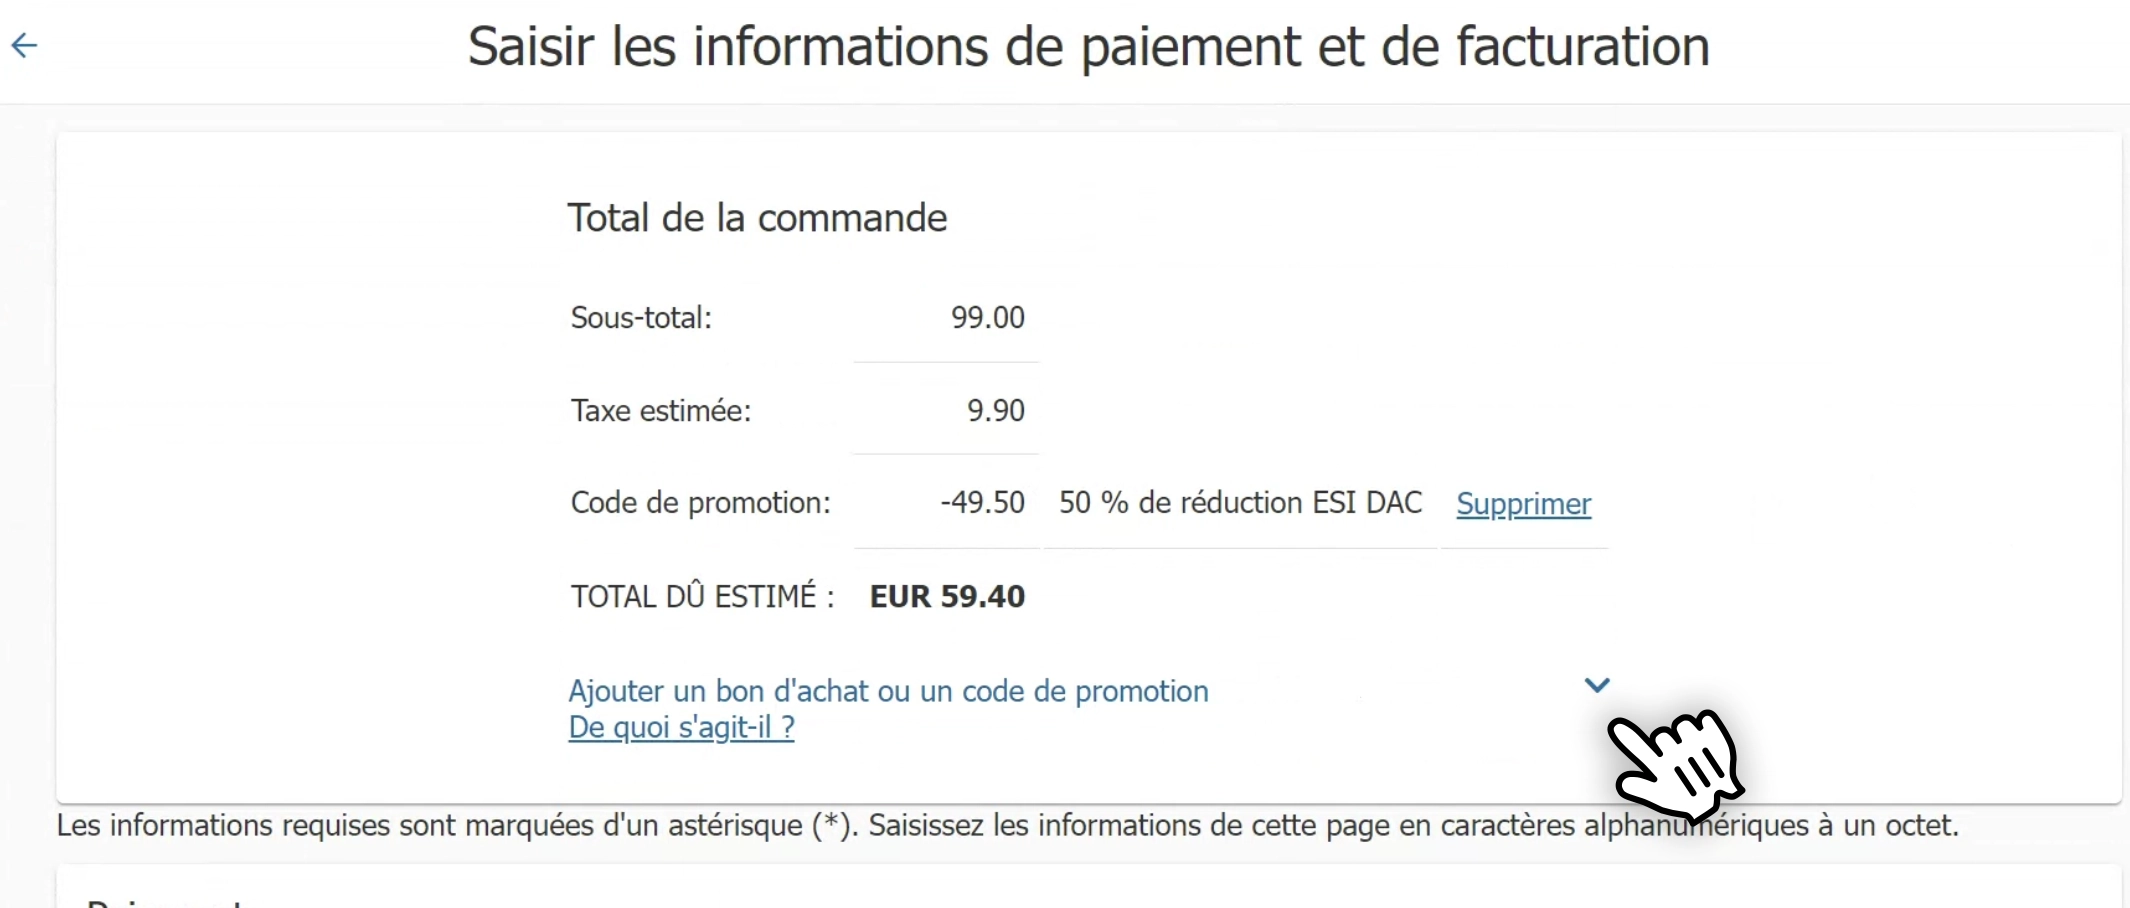 Saisir les informations de paiement et de facturation
Total de la commande
Sous-total: 99.00
Taxe estimée: 9.90
Code de promotion: -49.50 50 % de réduction ESI DAC Supprimer
TOTAL DÛ ESTIMÉ : EUR 59.40
Ajouter un bon d'achat ou un code de promotion
De quoi s'agit-il ?
Les informations requises sont marquées d'un astérisque (*). Saisissez les informations de cette page en caractères alphanumériques à un octet.